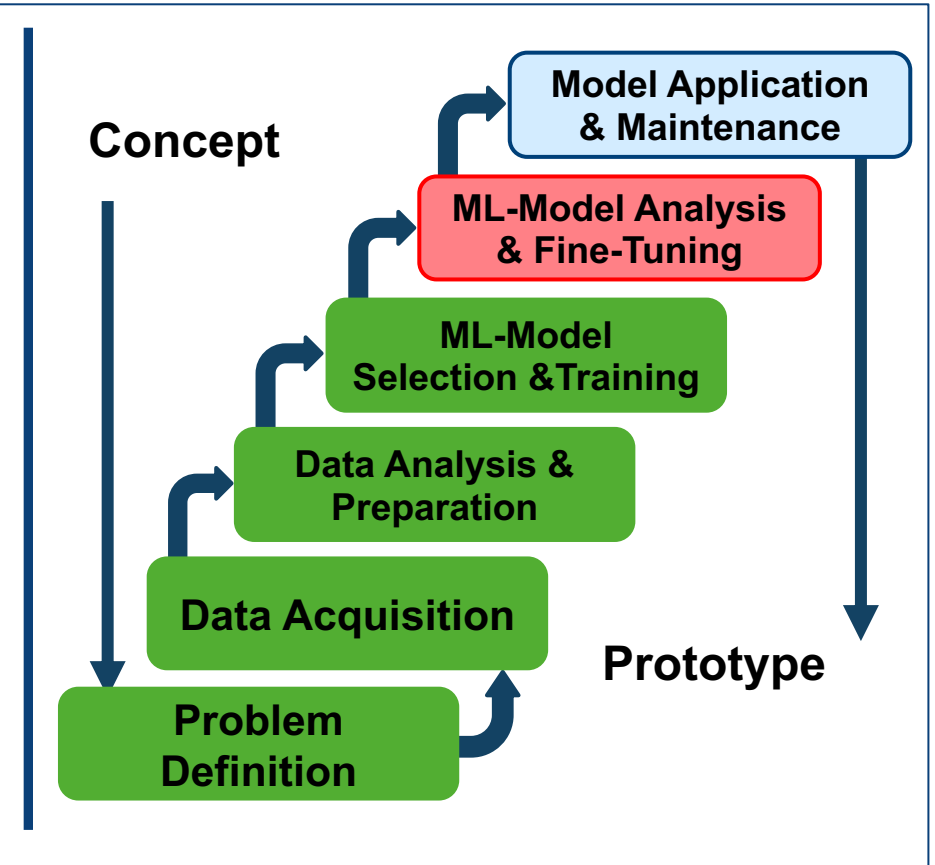 Model Application
& Maintenance
Concept
ML-Model Analysis
& Fine-Tuning
ML-Model
Selection &Training
Data Analysis &
Preparation
Data Acquisition
Prototype
Problem
Definition